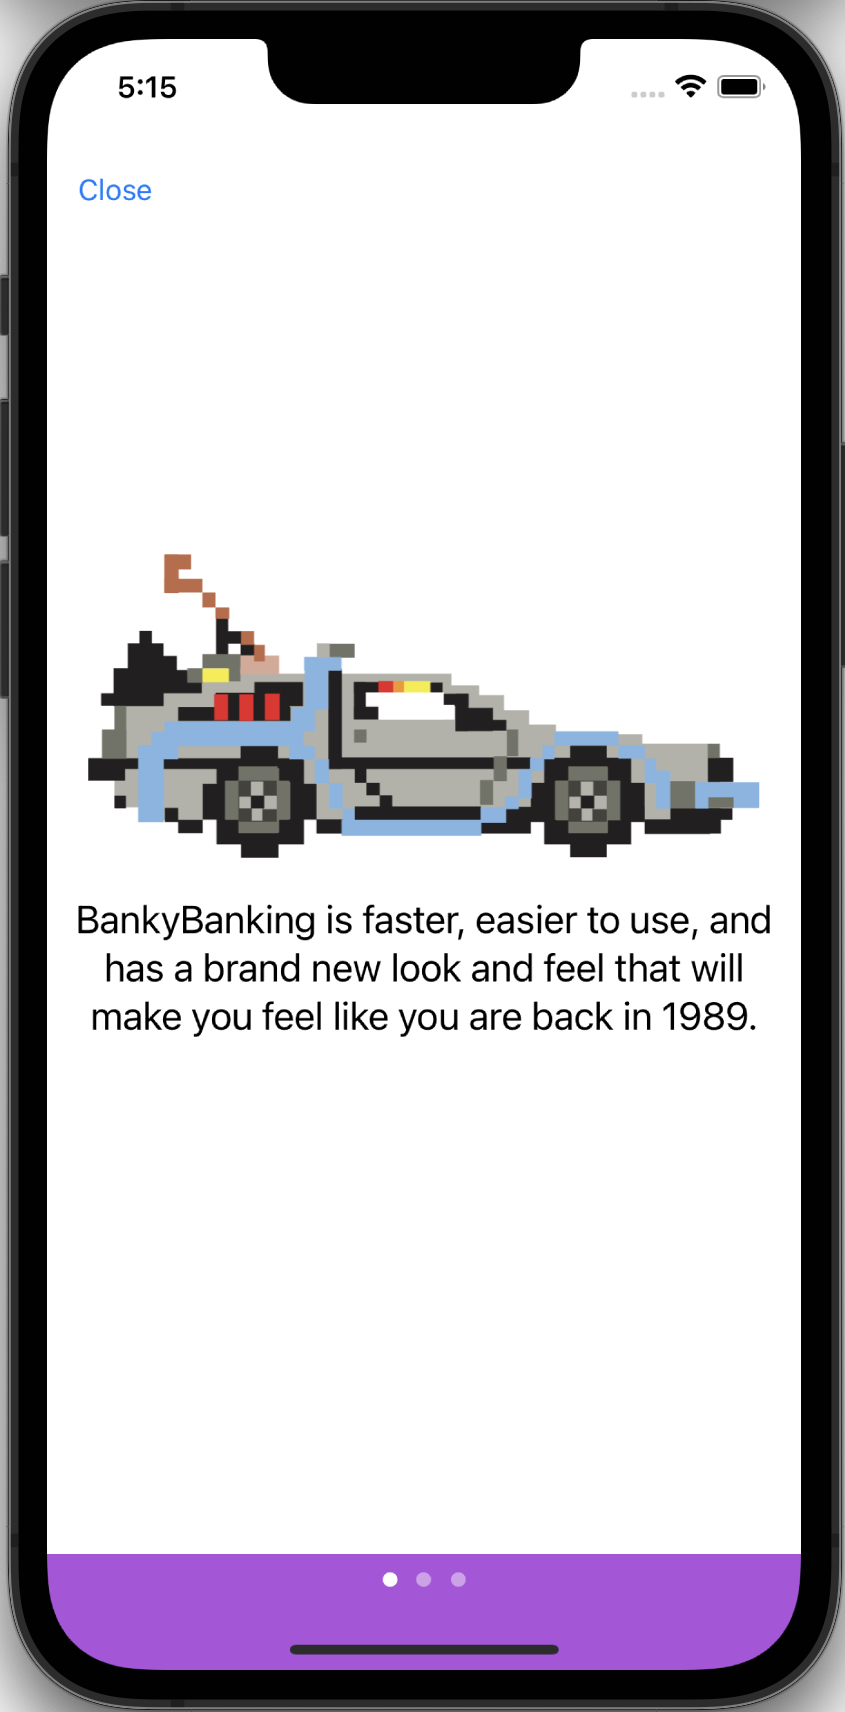 5:15
Close
BankyBanking is faster, easier to use, and
has a brand new look and feel that will
make you feel like you are back in 1989.